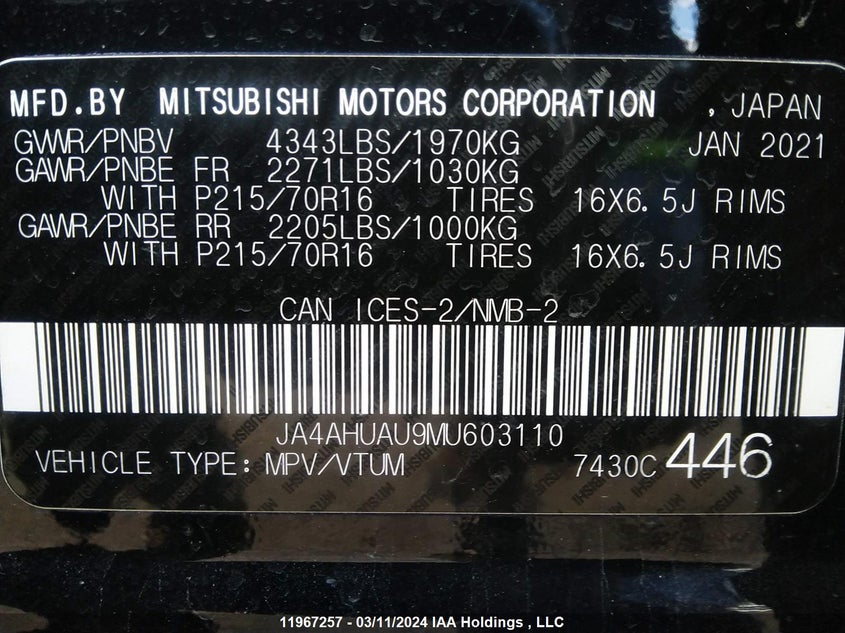 MFD.BY MITSUBISHI MOTORS CORPORATION , JAPAN
GVWR/PNBV 4343LBS/1970KG JAN 2021
GAWR/PNBE FR 2271LBS/1030KG
WITH P215/70R16 TIRES 16X6.5J RIMS
GAWR/PNBE RR 2205LBS/1000KG
WITH P215/70R16 TIRES 16X6.5J RIMS
CAN ICES-2/NMB-2
JA4AHUAU9MU603110
VEHICLE TYPE: MPV/VTUM 7430C 446
11967257 - 03/11/2024 IAA Holdings , LLC